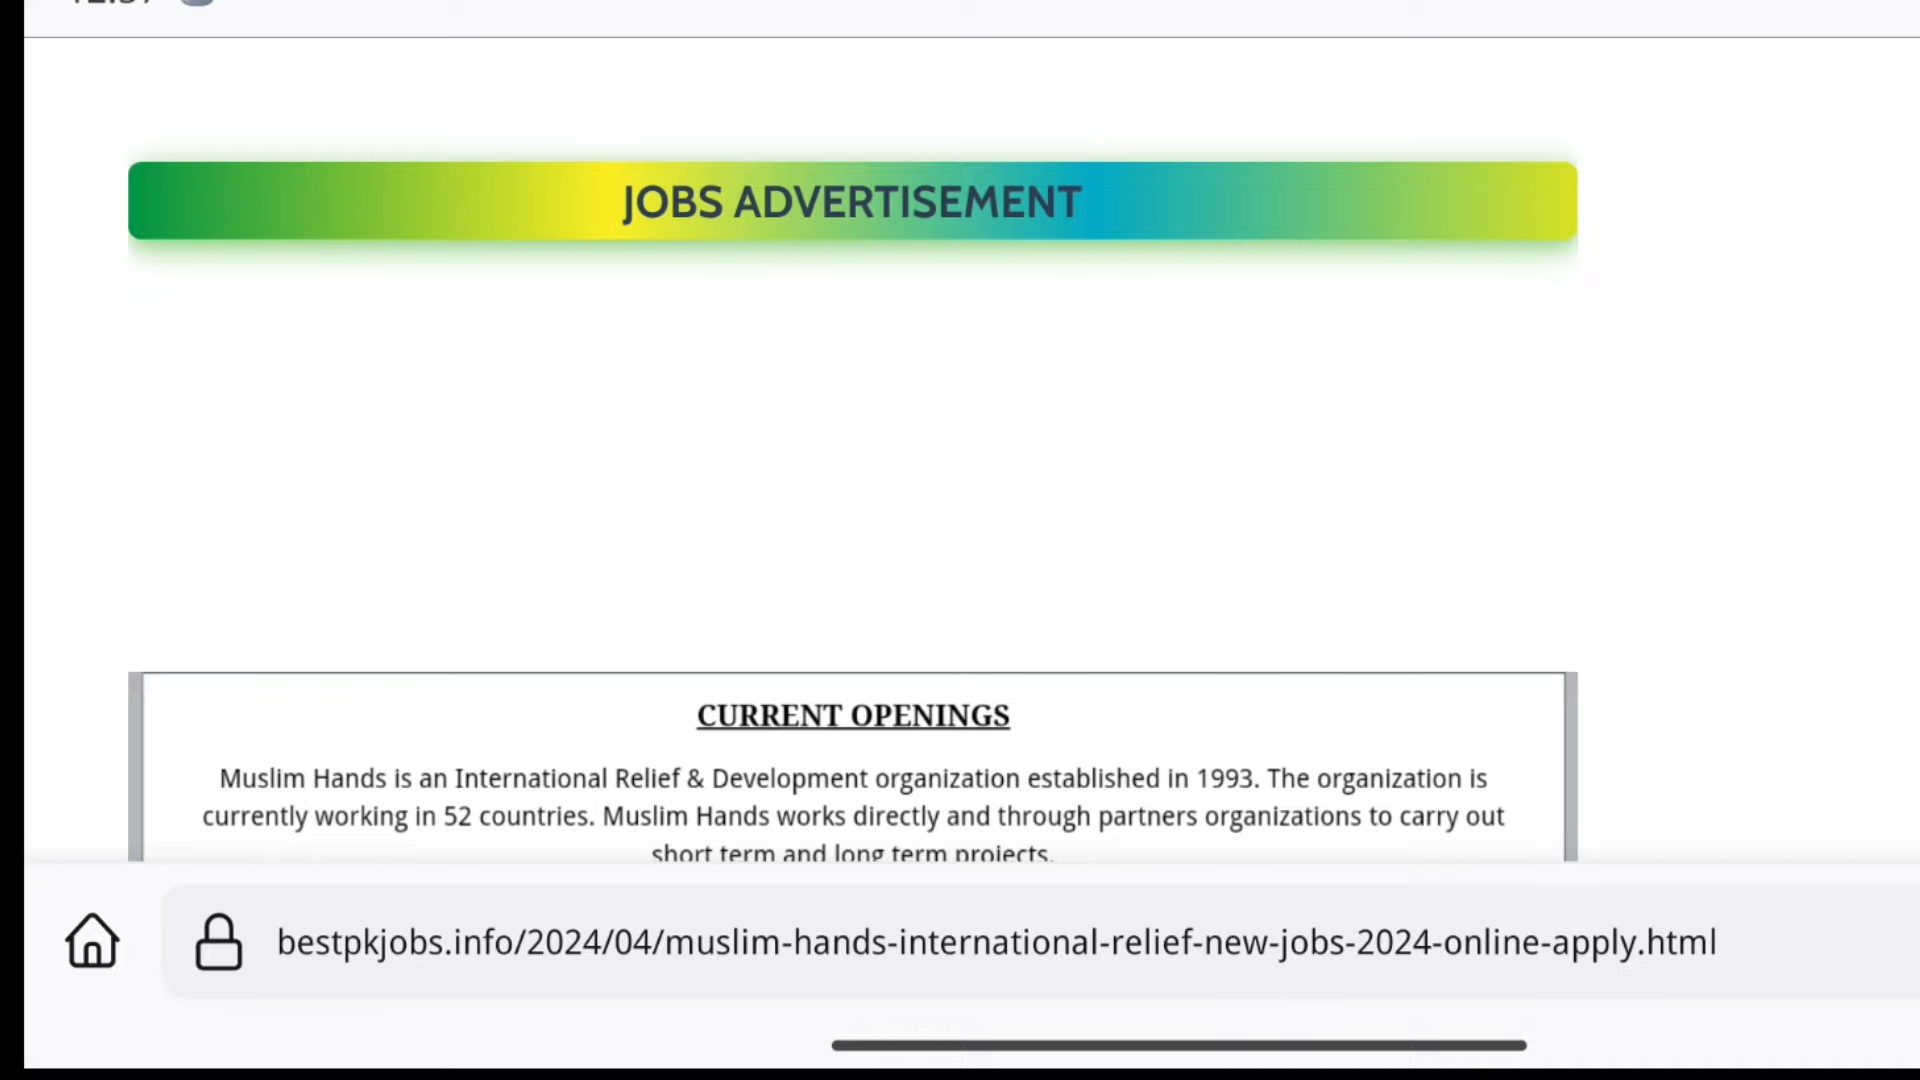 JOBS ADVERTISEMENT
CURRENT OPENINGS
Muslim Hands is an International Relief & Development organization established in 1993. The organization is
currently working in 52 countries. Muslim Hands works directly and through partners organizations to carry out
short term and long term projects.
bestpkjobs.info/2024/04/muslim-hands-international-relief-new-jobs-2024-online-apply.html